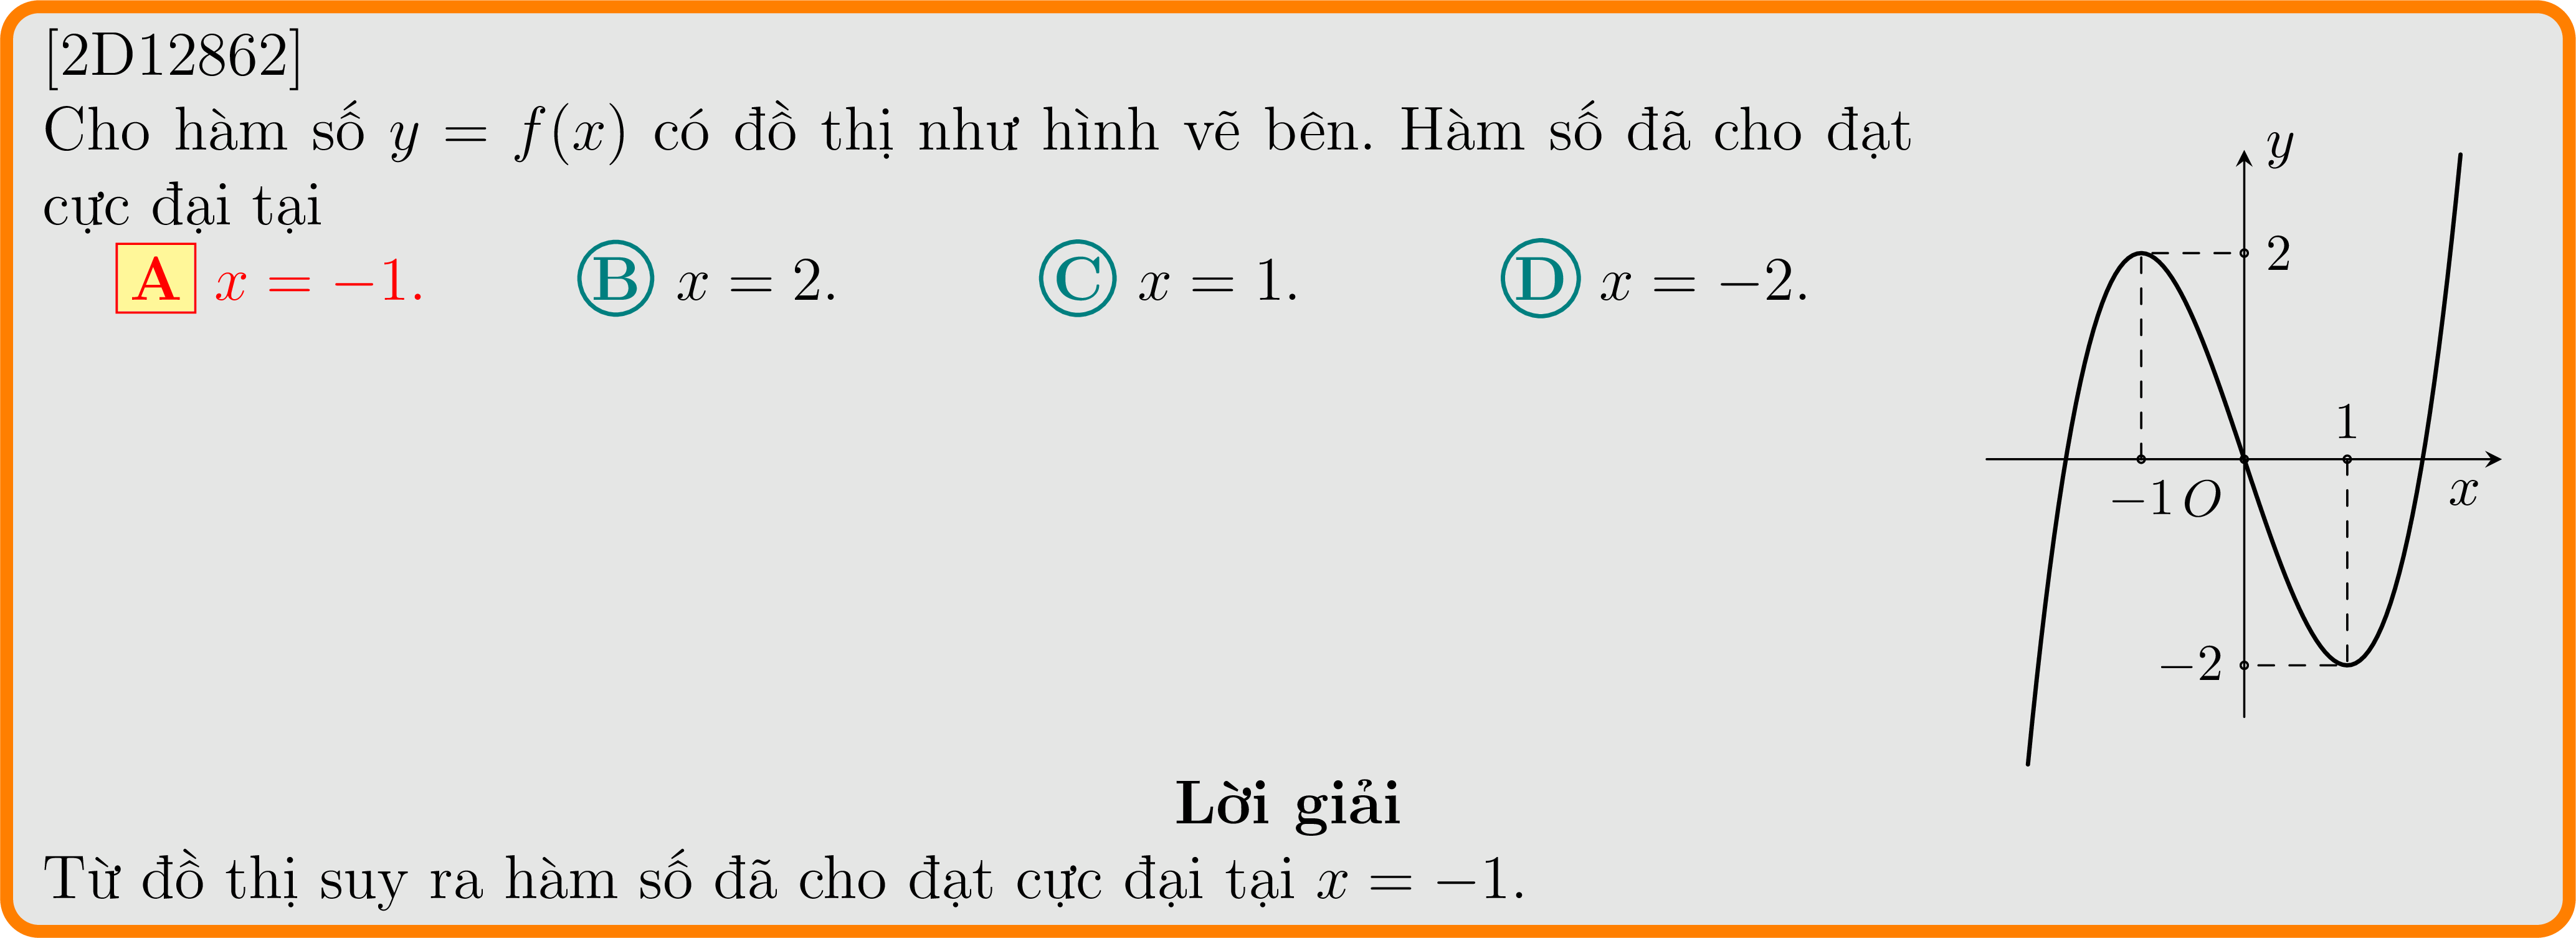 [2D12862]
Cho hàm số y = f(x) có đồ thị như hình vẽ bên. Hàm số đã cho đạt
cực đại tại
A x = −1. B x = 2. C x = 1. D x = −2.
y
2
1
−1 O x
−2
Lời giải
Từ đồ thị suy ra hàm số đã cho đạt cực đại tại x = −1.